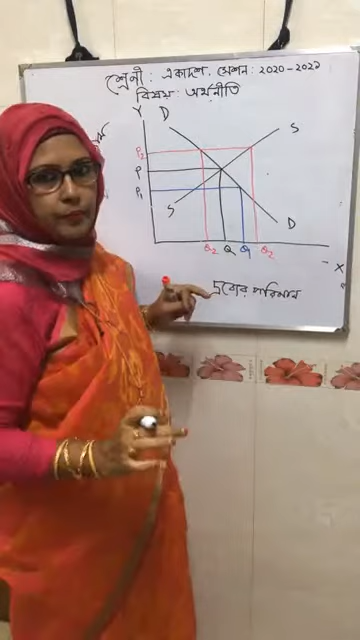 শ্রেণী : একাদশ, সেশন: ২০২০-২০২১
বিষয়: অর্থনীতি
Y D
S
P2
P
P1
S
D
Q2 Q Q1 Q2
X
দ্রব্যের পরিমাণ